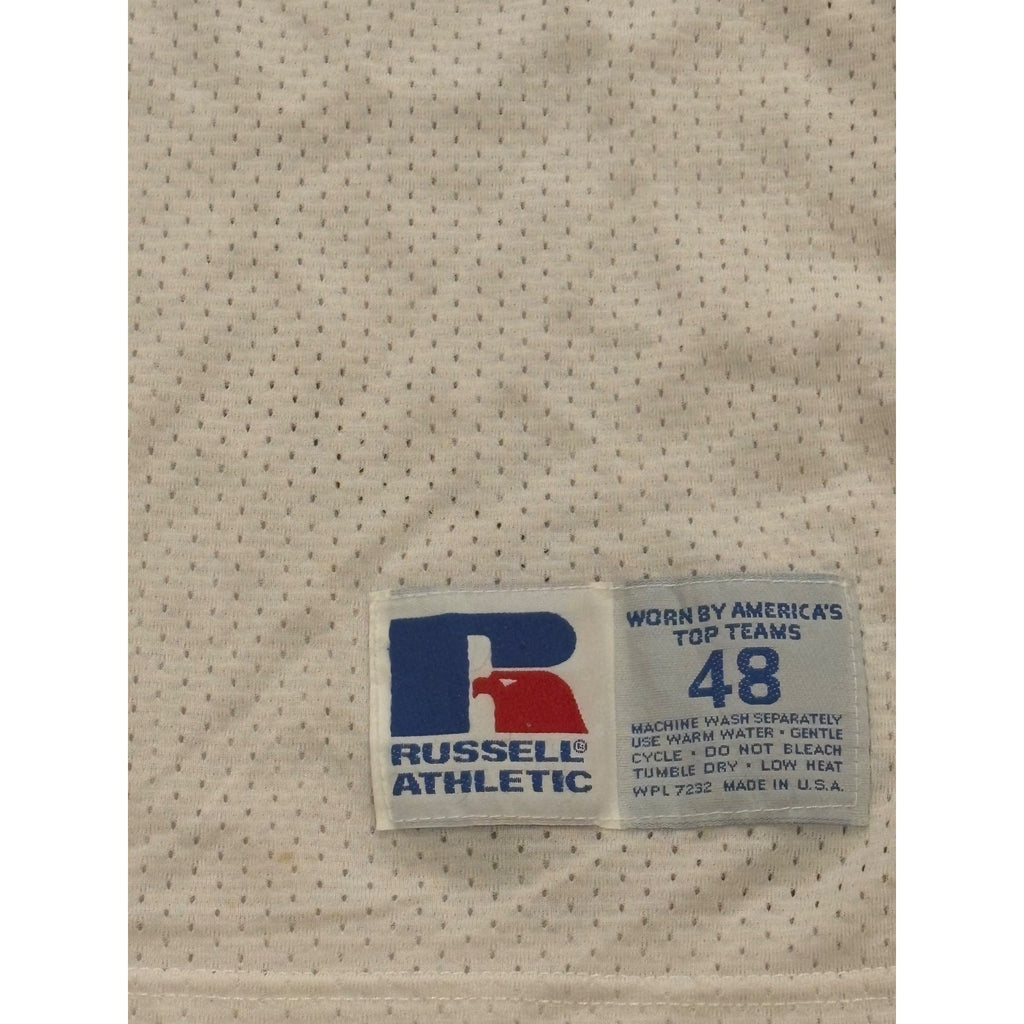 RUSSELL®
ATHLETIC
WORN BY AMERICA'S
TOP TEAMS
48
MACHINE WASH SEPARATELY
USE WARM WATER • GENTLE
CYCLE • DO NOT BLEACH
TUMBLE DRY • LOW HEAT
WPL 7232 MADE IN U.S.A.